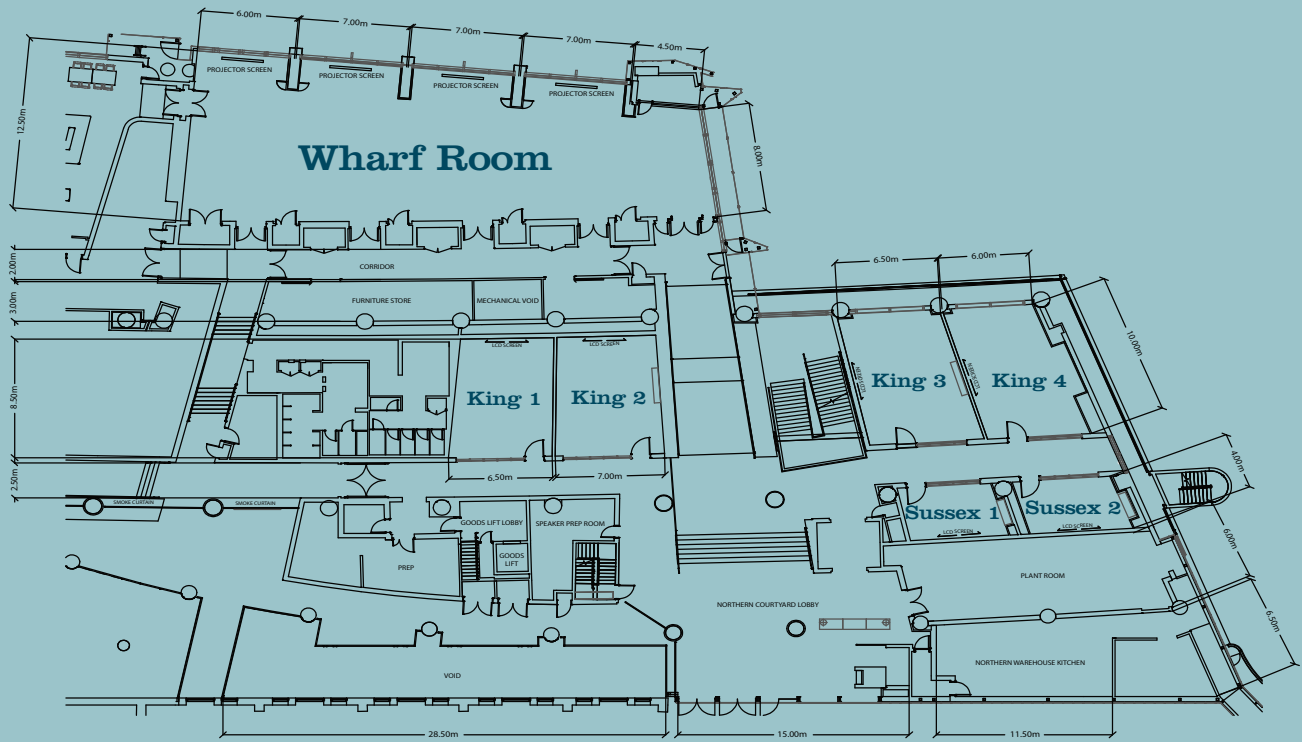 6.00m
7.00m
7.00m
7.00m
4.50m
PROJECTOR SCREEN
PROJECTOR SCREEN
PROJECTOR SCREEN
PROJECTOR SCREEN
12.50m
Wharf Room
8.00m
2.00m
CORRIDOR
6.50m
6.00m
3.00m
FURNITURE STORE
MECHANICAL VOID
10.00m
LCD SCREEN
LCD SCREEN
8.50m
King 1
King 2
LCD SCREEN
King 3
LCD SCREEN
King 4
6.50m
7.00m
4.00m
2.50m
SMOKE CURTAIN
SMOKE CURTAIN
GOODS LIFT LOBBY
SPEAKER PREP ROOM
Sussex 1
Sussex 2
LCD SCREEN
LCD SCREEN
6.00m
PREP
GOODS
LIFT
PLANT ROOM
NORTHERN COURTYARD LOBBY
6.50m
VOID
NORTHERN WAREHOUSE KITCHEN
28.50m
15.00m
11.50m